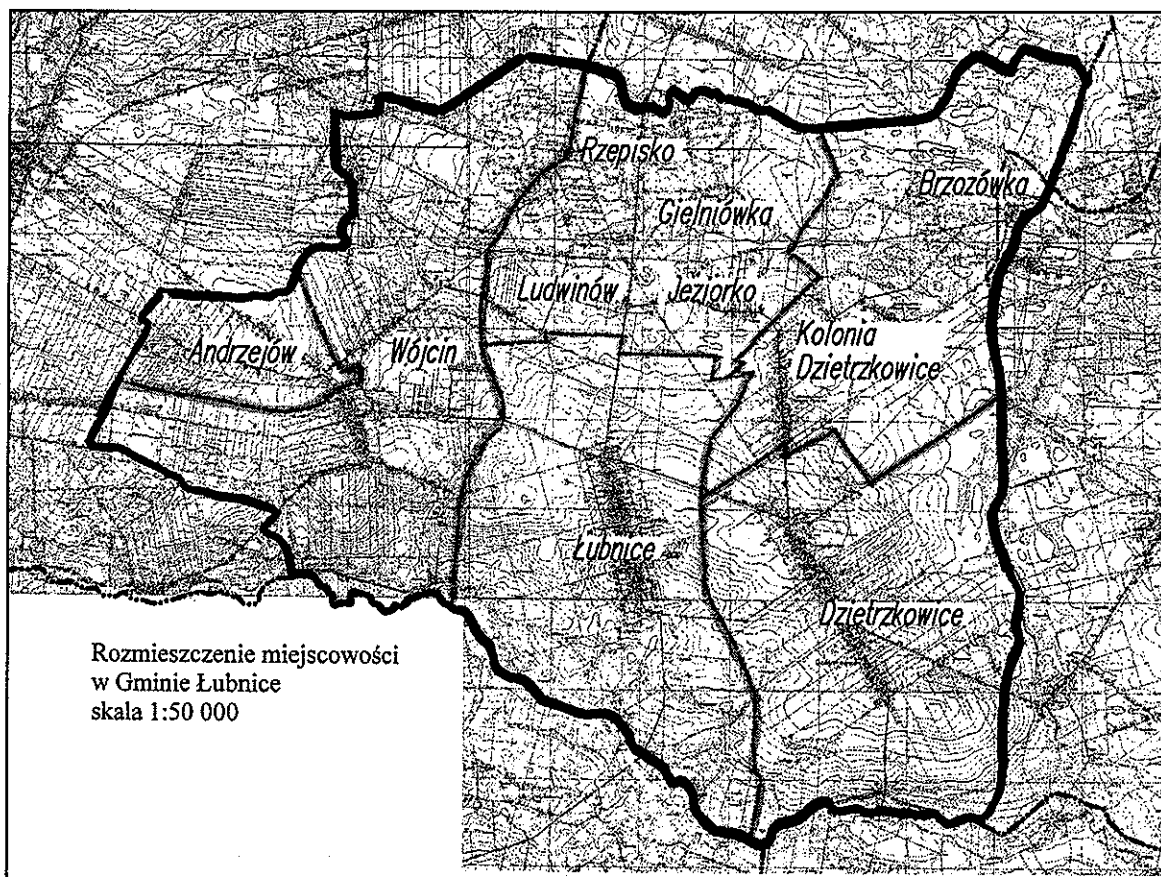 Rzepisko
Brzozówka
Gielniówka
Ludwinów
Jeziorko
Andrzejów
Wójcin
Kolonia
Dzietrzkowice
Łubnice
Dzietrzkowice
Rozmieszczenie miejscowości
w Gminie Łubnice
skala 1:50 000